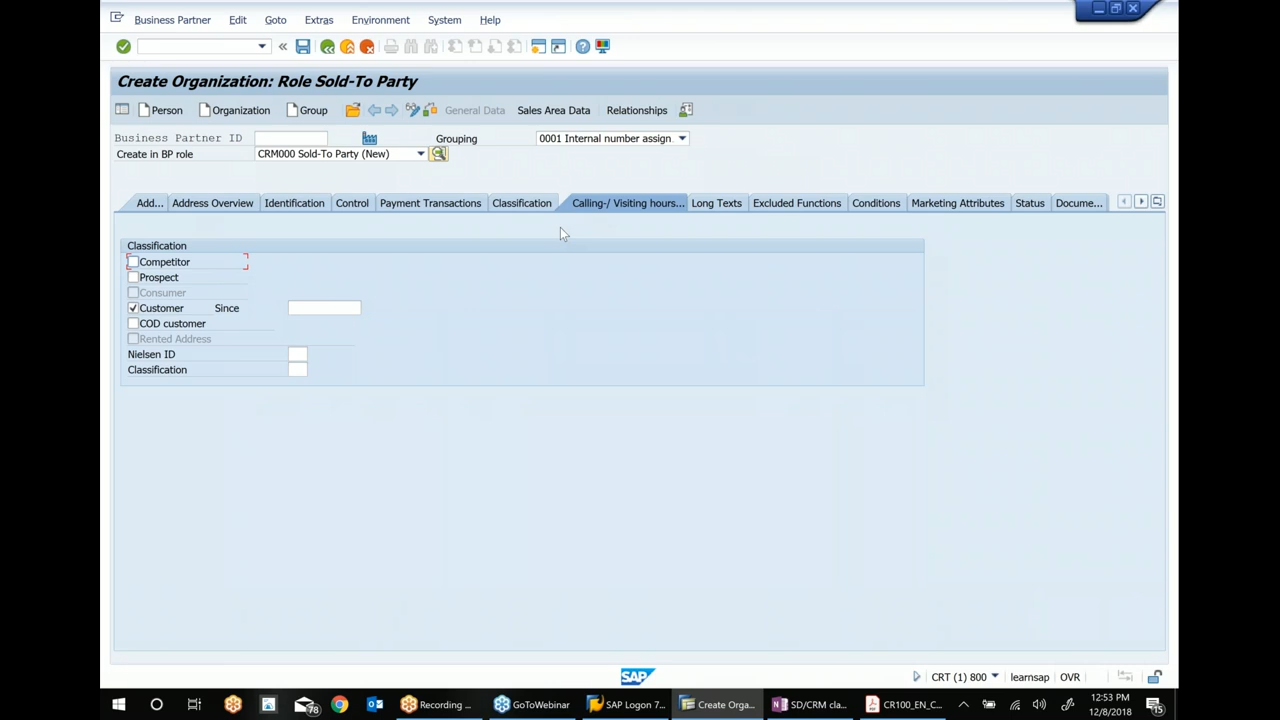 Business Partner Edit Goto Extras Environment System Help
Create Organization: Role Sold-To Party
Person Organization Group General Data Sales Area Data Relationships
Business Partner ID Grouping 0001 Internal number assign
Create in BP role CRM000 Sold-To Party (New)
Add... Address Overview Identification Control Payment Transactions Classification Calling-/ Visiting hours... Long Texts Excluded Functions Conditions Marketing Attributes Status Docume...
Classification
Competitor
Prospect
Consumer
Customer Since
COD customer
Rented Address
Nielsen ID
Classification
SAP CRT (1) 800 learnsap OVR
78 Recording ... GoToWebinar SAP Logon 7... Create Orga... SD/CRM cla... CR100_EN_C... 12:53 PM
12/8/2018 15